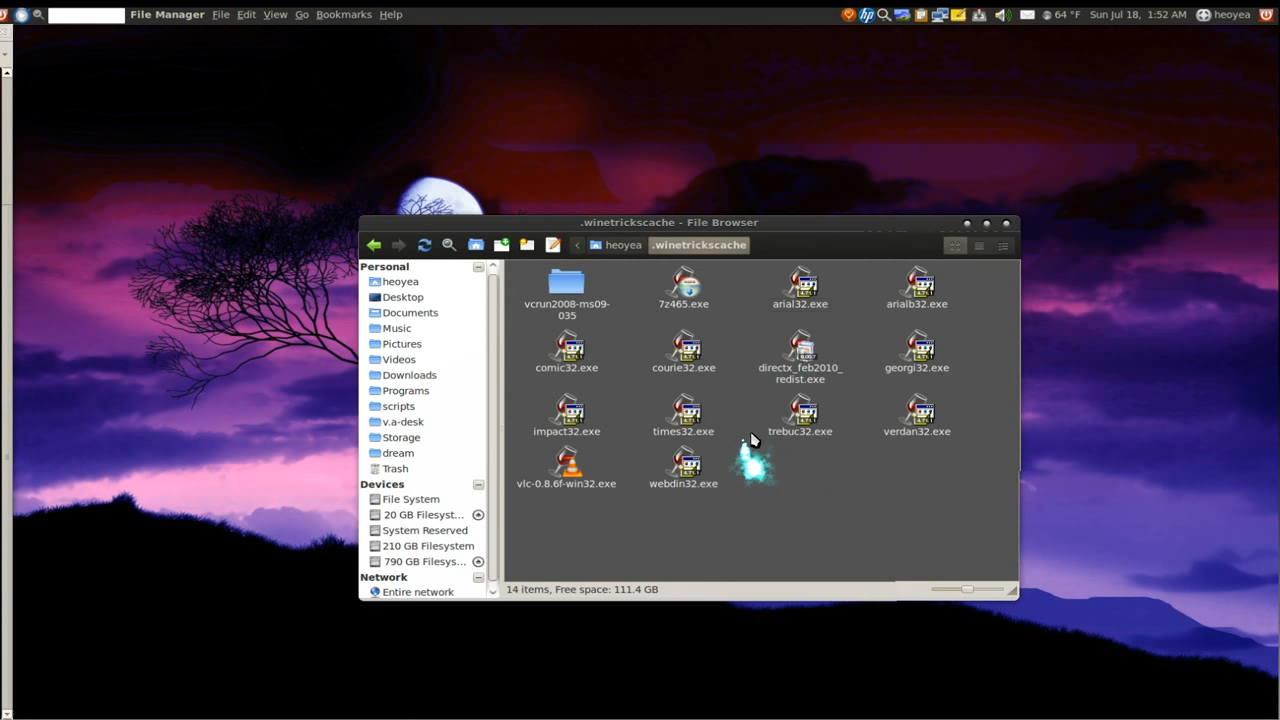 File Manager File Edit View Go Bookmarks Help 64 °F Sun Jul 18, 1:52 AM heoyea
.winetrickscache - File Browser
heoyea .winetrickscache
Personal
heoyea
Desktop
Documents
Music
Pictures
Videos
Downloads
Programs
scripts
v.a-desk
Storage
dream
Trash
Devices
File System
20 GB Filesyst...
System Reserved
210 GB Filesystem
790 GB Filesys...
Network
Entire network
vcrun2008-ms09-
035
7z465.exe
arial32.exe
arialb32.exe
comic32.exe
courie32.exe
directx_feb2010_
redist.exe
georgi32.exe
impact32.exe
times32.exe
trebuc32.exe
verdan32.exe
vlc-0.8.6f-win32.exe
webdin32.exe
14 items, Free space: 111.4 GB